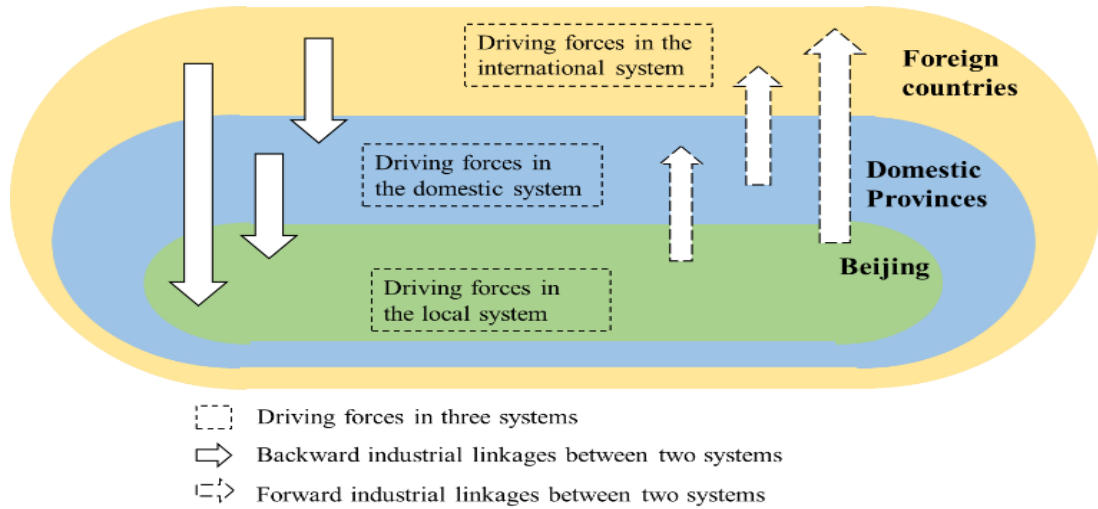 Driving forces in the
international system
Foreign
countries
Driving forces in
the domestic system
Domestic
Provinces
Beijing
Driving forces in
the local system
Driving forces in three systems
Backward industrial linkages between two systems
Forward industrial linkages between two systems